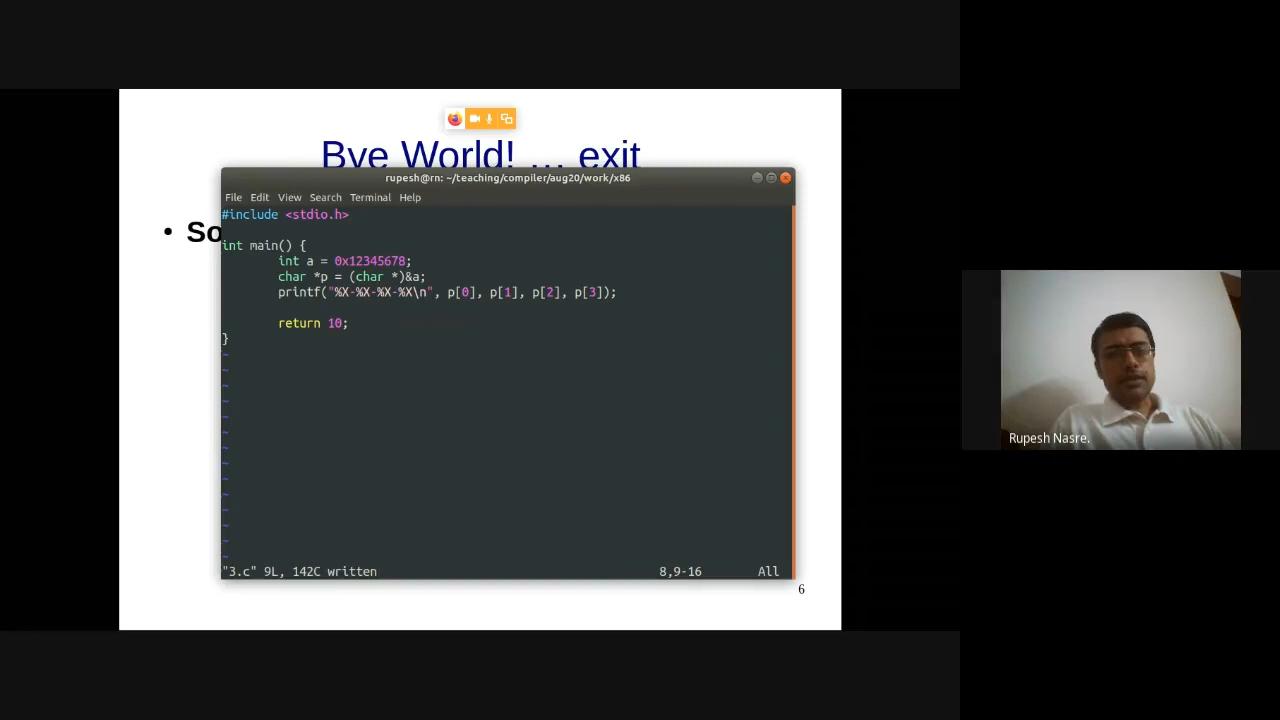 Bye World! ... exit
rupesh@rn: ~/teaching/compiler/aug20/work/x86
File Edit View Search Terminal Help
• So
#include <stdio.h>
int main() {
int a = 0x12345678;
char *p = (char *)&a;
printf("%X-%X-%X-%X\n", p[0], p[1], p[2], p[3]);
return 10;
}
~
~
~
~
~
~
~
~
~
~
~
~
~
~
"3.c" 9L, 142C written 8,9-16 All
6
Rupesh Nasre.